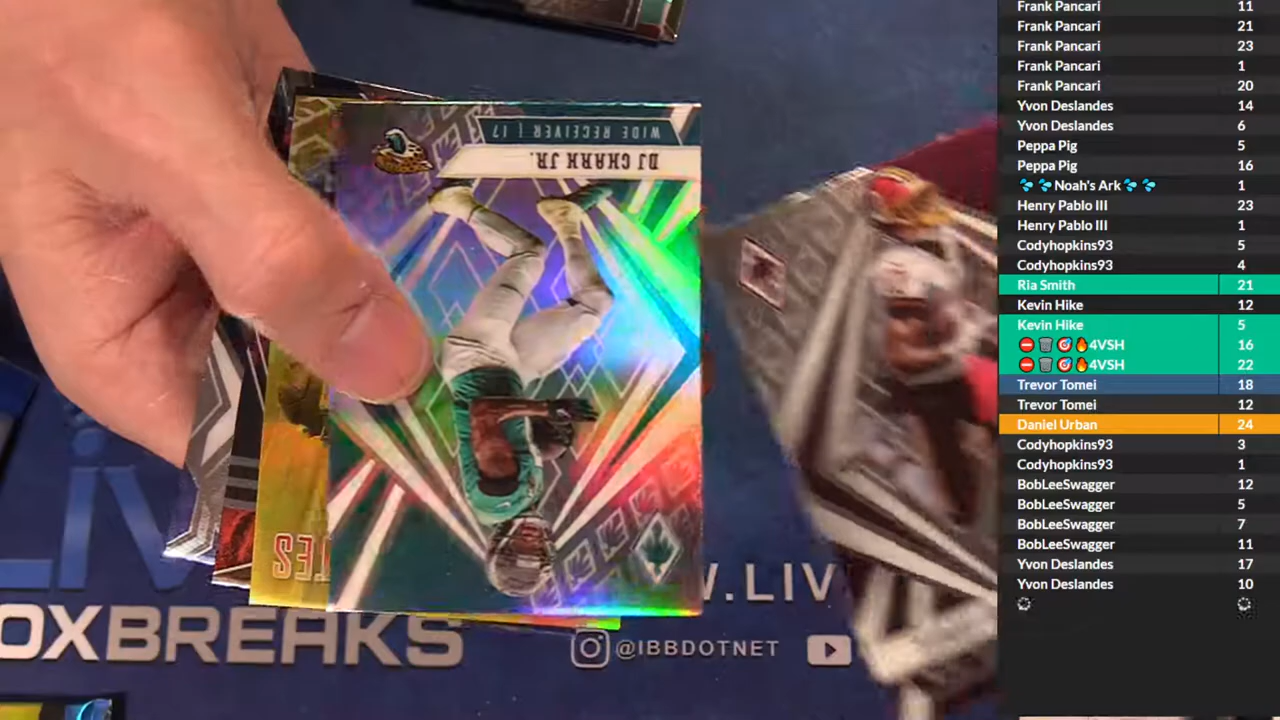 WIDE RECEIVER | 17
DJ CHARK JR.
W.LIV
LIV
OXBREAKS
@IBBDOTNET
Frank Pancari 11
Frank Pancari 21
Frank Pancari 23
Frank Pancari 1
Frank Pancari 20
Yvon Deslandes 14
Yvon Deslandes 6
Peppa Pig 5
Peppa Pig 16
💦 💦 Noah's Ark 💦 💦 1
Henry Pablo III 23
Henry Pablo III 1
Codyhopkins93 5
Codyhopkins93 4
Ria Smith 21
Kevin Hike 12
Kevin Hike 5
⛔ 🗑 🎯 🔥 4VSH 16
⛔ 🗑 🎯 🔥 4VSH 22
Trevor Tomei 18
Trevor Tomei 12
Daniel Urban 24
Codyhopkins93 3
Codyhopkins93 1
BobLeeSwagger 12
BobLeeSwagger 5
BobLeeSwagger 7
BobLeeSwagger 11
Yvon Deslandes 17
Yvon Deslandes 10